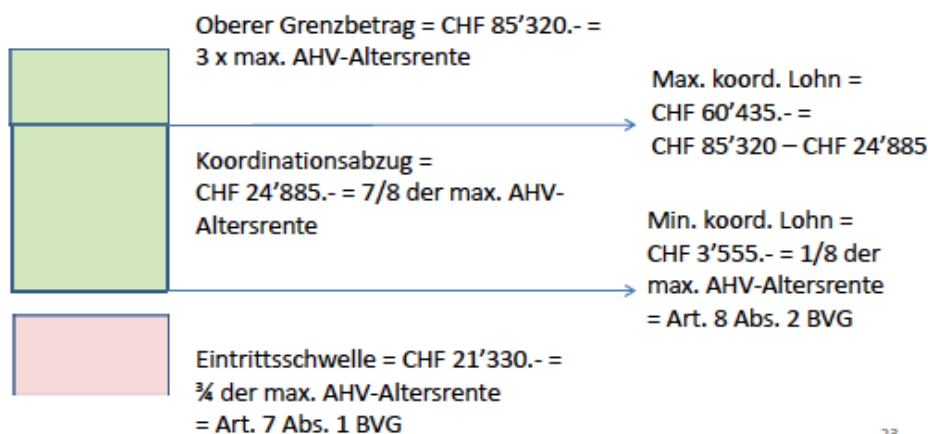 Oberer Grenzbetrag = CHF 85'320.- =
3 x max. AHV-Altersrente
Max. koord. Lohn =
CHF 60'435.- =
CHF 85'320 – CHF 24'885
Koordinationsabzug =
CHF 24'885.- = 7/8 der max. AHV-
Altersrente
Min. koord. Lohn =
CHF 3'555.- = 1/8 der
max. AHV-Altersrente
= Art. 8 Abs. 2 BVG
Eintrittsschwelle = CHF 21'330.- =
¾ der max. AHV-Altersrente
= Art. 7 Abs. 1 BVG